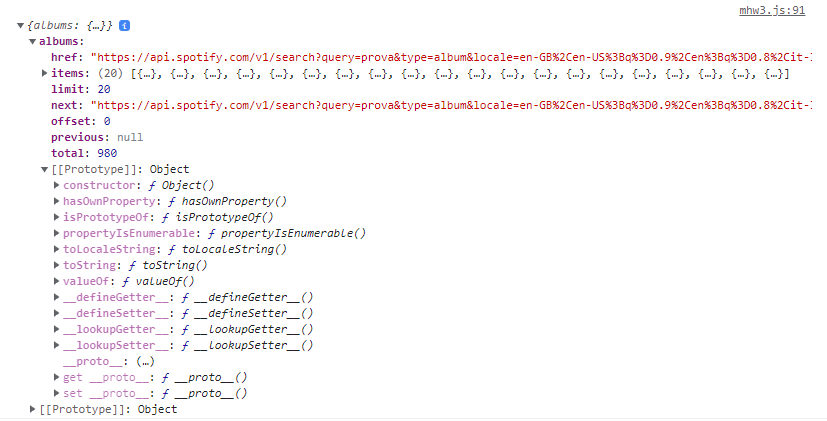 mhw3.js:91
▼{albums: {…}} i
▼albums:
href: "https://api.spotify.com/v1/search?query=prova&type=album&locale=en-GB%2Cen-US%3Bq%3D0.9%2Cen%3Bq%3D0.8%2Cit-I
▶items: (20) [{…}, {…}, {…}, {…}, {…}, {…}, {…}, {…}, {…}, {…}, {…}, {…}, {…}, {…}, {…}, {…}, {…}, {…}, {…}, {…}]
limit: 20
next: "https://api.spotify.com/v1/search?query=prova&type=album&locale=en-GB%2Cen-US%3Bq%3D0.9%2Cen%3Bq%3D0.8%2Cit-I
offset: 0
previous: null
total: 980
▼[[Prototype]]: Object
▶constructor: ƒ Object()
▶hasOwnProperty: ƒ hasOwnProperty()
▶isPrototypeOf: ƒ isPrototypeOf()
▶propertyIsEnumerable: ƒ propertyIsEnumerable()
▶toLocaleString: ƒ toLocaleString()
▶toString: ƒ toString()
▶valueOf: ƒ valueOf()
▶__defineGetter__: ƒ __defineGetter__()
▶__defineSetter__: ƒ __defineSetter__()
▶__lookupGetter__: ƒ __lookupGetter__()
▶__lookupSetter__: ƒ __lookupSetter__()
__proto__: (…)
▶get __proto__: ƒ __proto__()
▶set __proto__: ƒ __proto__()
▶[[Prototype]]: Object